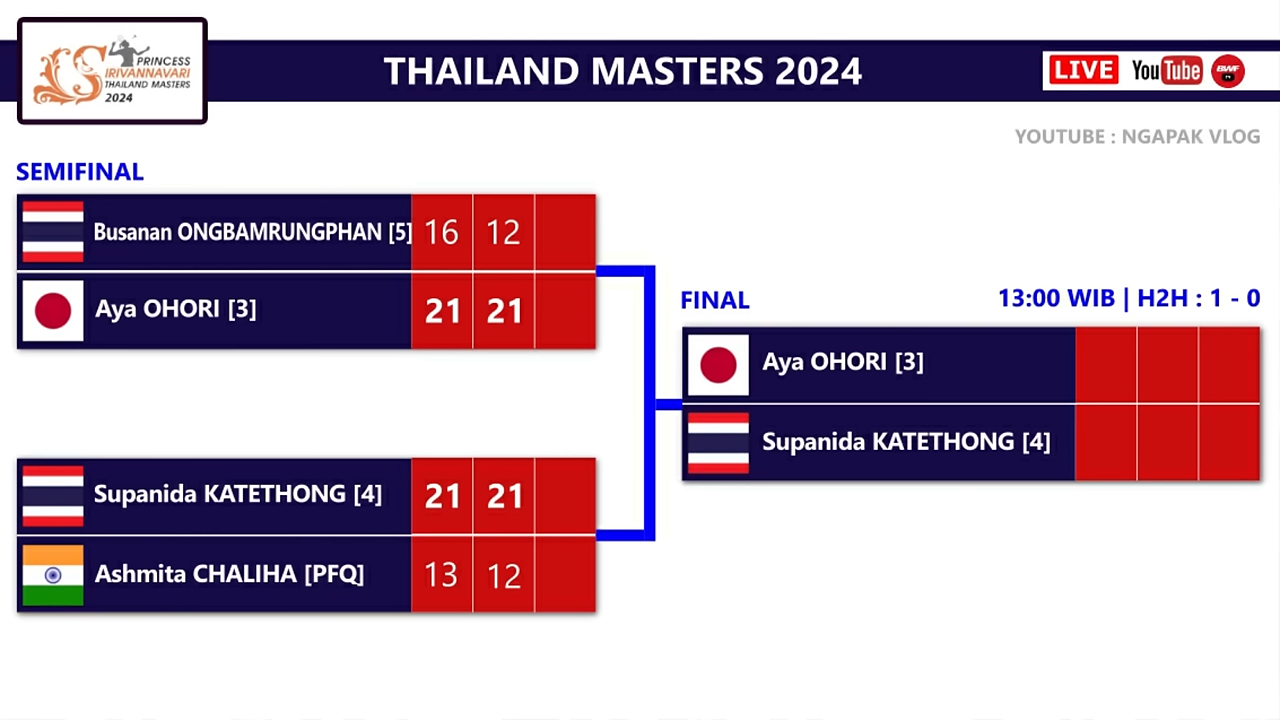 PRINCESS
SIRIVANNAVARI
THAILAND MASTERS
2024
THAILAND MASTERS 2024
LIVE YouTube BWF TV
YOUTUBE : NGAPAK VLOG
SEMIFINAL
Busanan ONGBAMRUNGPHAN [5] 16 12
Aya OHORI [3] 21 21
FINAL 13:00 WIB | H2H : 1 - 0
Aya OHORI [3]
Supanida KATETHONG [4]
Supanida KATETHONG [4] 21 21
Ashmita CHALIHA [PFQ] 13 12